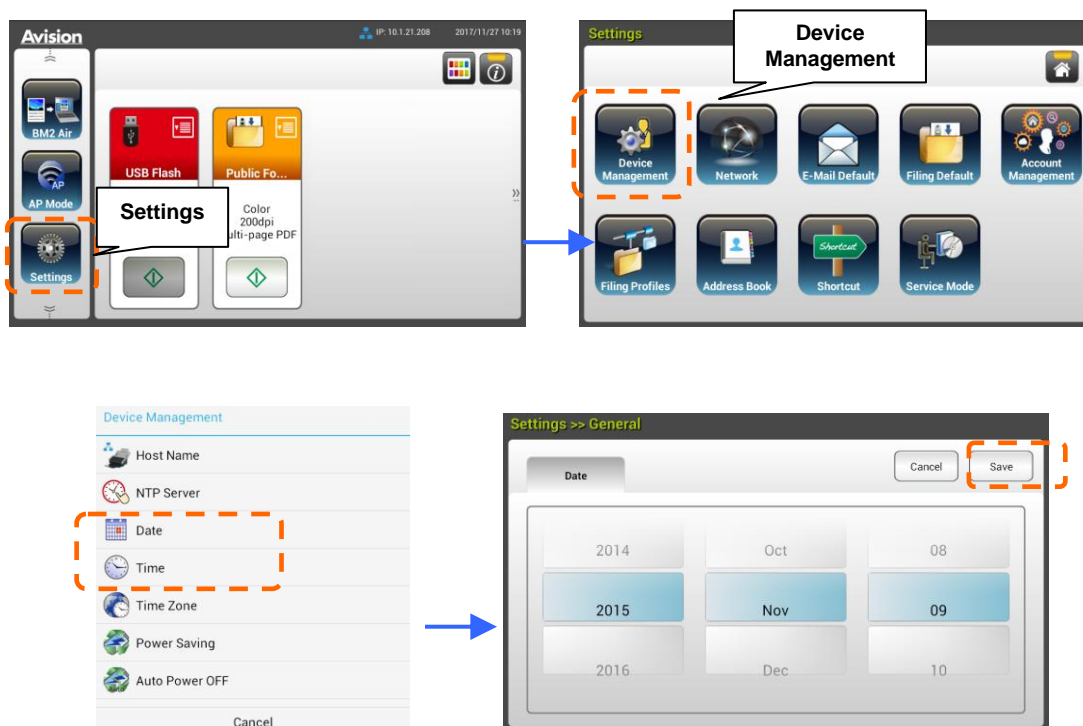 Avision
IP: 10.1.21.208
2017/11/27 10:19
BM2 Air
AP
AP Mode
Settings
USB Flash
Public Fo...
Color
200dpi
ulti-page PDF
Settings
Settings
Device
Management
Device
Management
Network
E-Mail Default
Filing Default
Account
Management
Filing Profiles
Address Book
Shortcut
Shortcut
Service Mode
Device Management
Host Name
NTP Server
Date
Time
Time Zone
Power Saving
Auto Power OFF
Cancel
Settings >> General
Date
Cancel
Save
2014 Oct 08
2015 Nov 09
2016 Dec 10